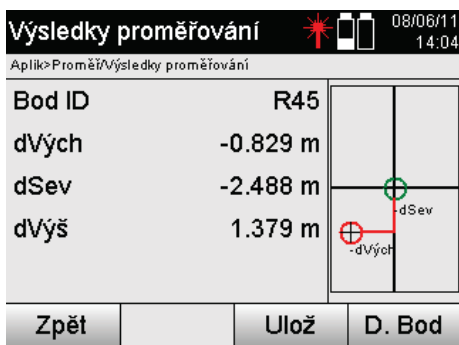 Výsledky proměřování
08/06/11
14:04
Aplik>Proměř/Výsledky proměřování
Bod ID R45
dVých -0.829 m
dSev -2.488 m
dVýš 1.379 m
-dSev
-dVých
Zpět Ulož D. Bod